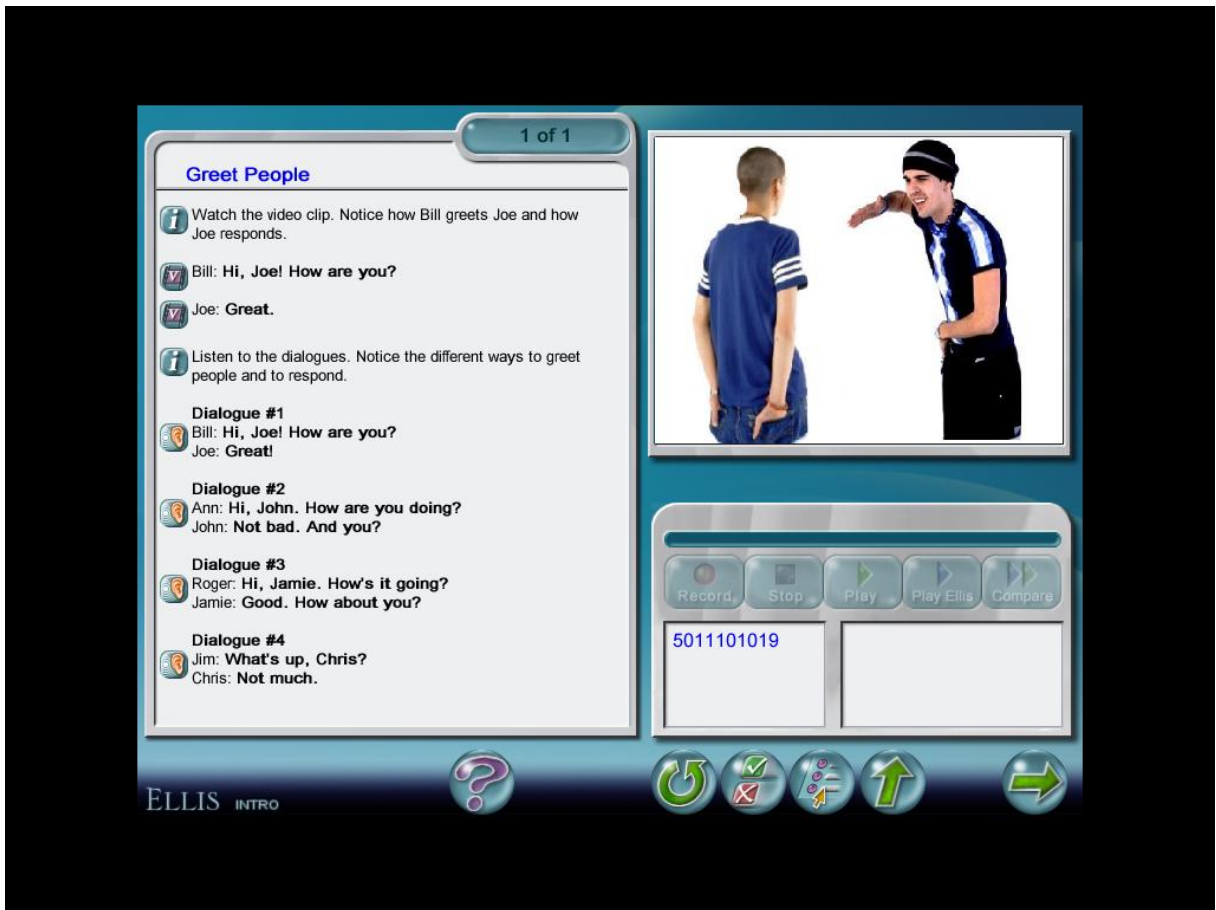 1 of 1
Greet People
Watch the video clip. Notice how Bill greets Joe and how
Joe responds.
Bill: Hi, Joe! How are you?
Joe: Great.
Listen to the dialogues. Notice the different ways to greet
people and to respond.
Dialogue #1
Bill: Hi, Joe! How are you?
Joe: Great!
Dialogue #2
Ann: Hi, John. How are you doing?
John: Not bad. And you?
Dialogue #3
Roger: Hi, Jamie. How's it going?
Jamie: Good. How about you?
Dialogue #4
Jim: What's up, Chris?
Chris: Not much.
Record Stop Play Play Ellis Compare
5011101019
ELLIS INTRO